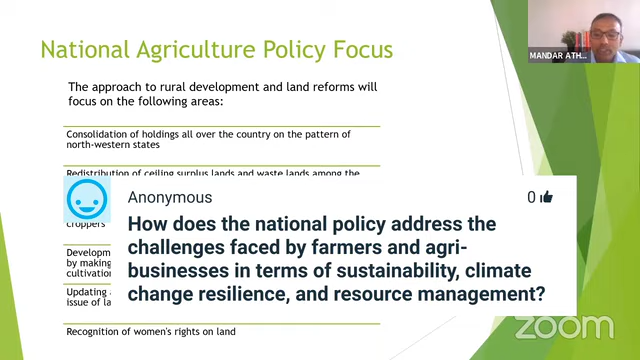 National Agriculture Policy Focus
MANDAR ATH...
The approach to rural development and land reforms will
focus on the following areas:
Consolidation of holdings all over the country on the pattern of
north-western states
Redistribution of ceiling surplus lands and waste lands among the
croppers
Anonymous
0
How does the national policy address the
challenges faced by farmers and agri-
businesses in terms of sustainability, climate
change resilience, and resource management?
by making
cultivation
Updating
issue of
Recognition of women's rights on land
zoom